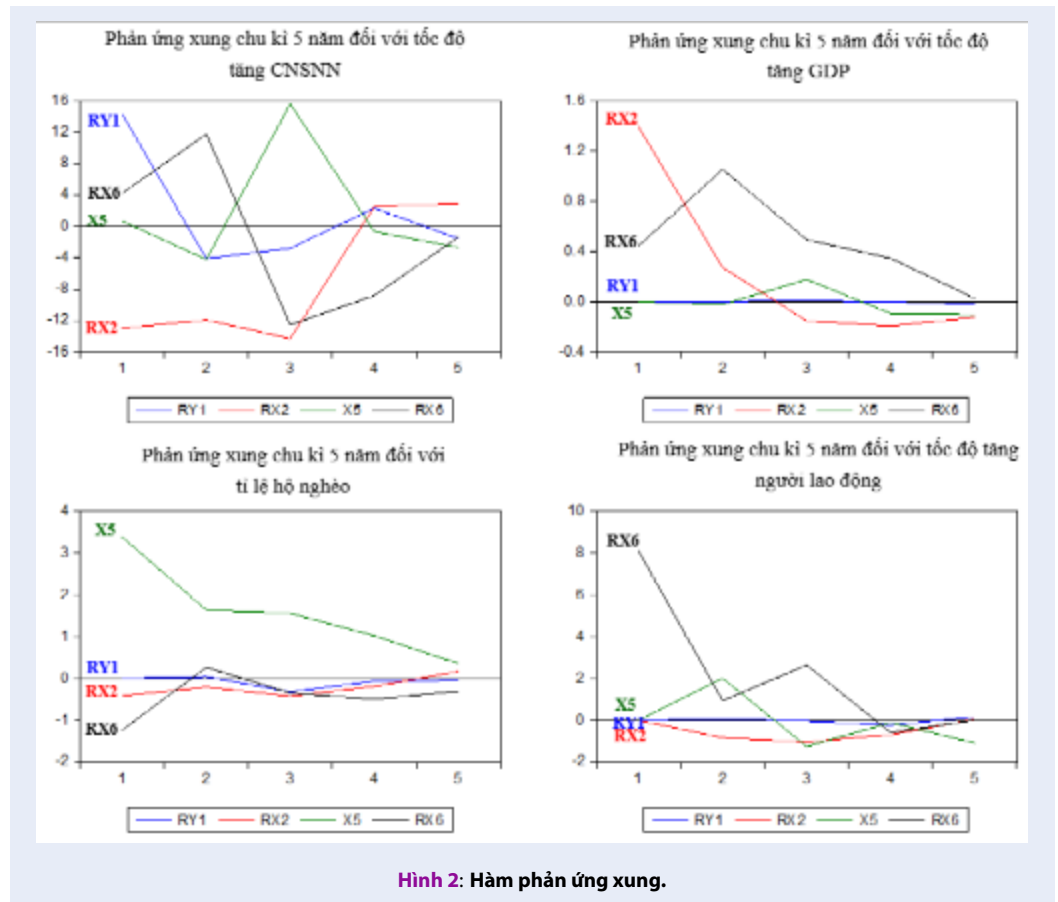 Phản ứng xung chu kì 5 năm đối với tốc độ
tăng CNSNN
16
12
8
4
0
-4
-8
-12
-16
RY1
RX6
X5
RX2
1 2 3 4 5
RY1 RX2 X5 RX6
Phản ứng xung chu kì 5 năm đối với tốc độ
tăng GDP
1.6
1.2
0.8
0.4
0.0
-0.4
RX2
RX6
RY1
X5
1 2 3 4 5
RY1 RX2 X5 RX6
Phản ứng xung chu kì 5 năm đối với
tỉ lệ hộ nghèo
4
3
2
1
0
-1
-2
X5
RY1
RX2
RX6
1 2 3 4 5
RY1 RX2 X5 RX6
Phản ứng xung chu kì 5 năm đối với tốc độ tăng
người lao động
10
8
6
4
2
0
-2
RX6
X5
RY1
RX2
1 2 3 4 5
RY1 RX2 X5 RX6
Hình 2: Hàm phản ứng xung.